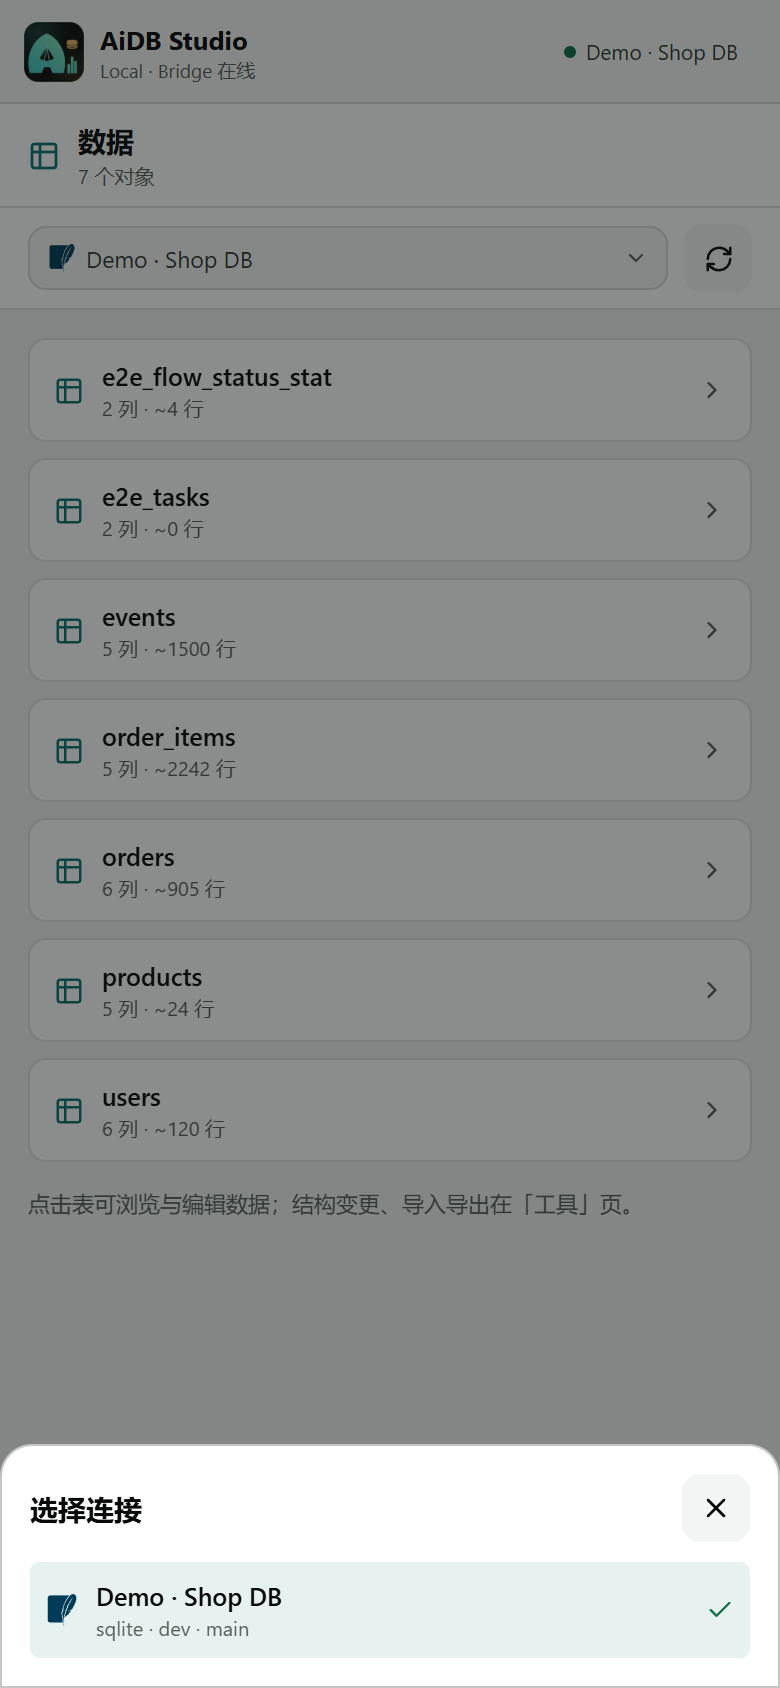 AiDB Studio
Local · Bridge 在线
Demo · Shop DB
数据
7 个对象
Demo · Shop DB
e2e_flow_status_stat
2 列 · ~4 行
e2e_tasks
2 列 · ~0 行
events
5 列 · ~1500 行
order_items
5 列 · ~2242 行
orders
6 列 · ~905 行
products
5 列 · ~24 行
users
6 列 · ~120 行
点击表可浏览与编辑数据；结构变更、导入导出在「工具」页。
选择连接
Demo · Shop DB
sqlite · dev · main